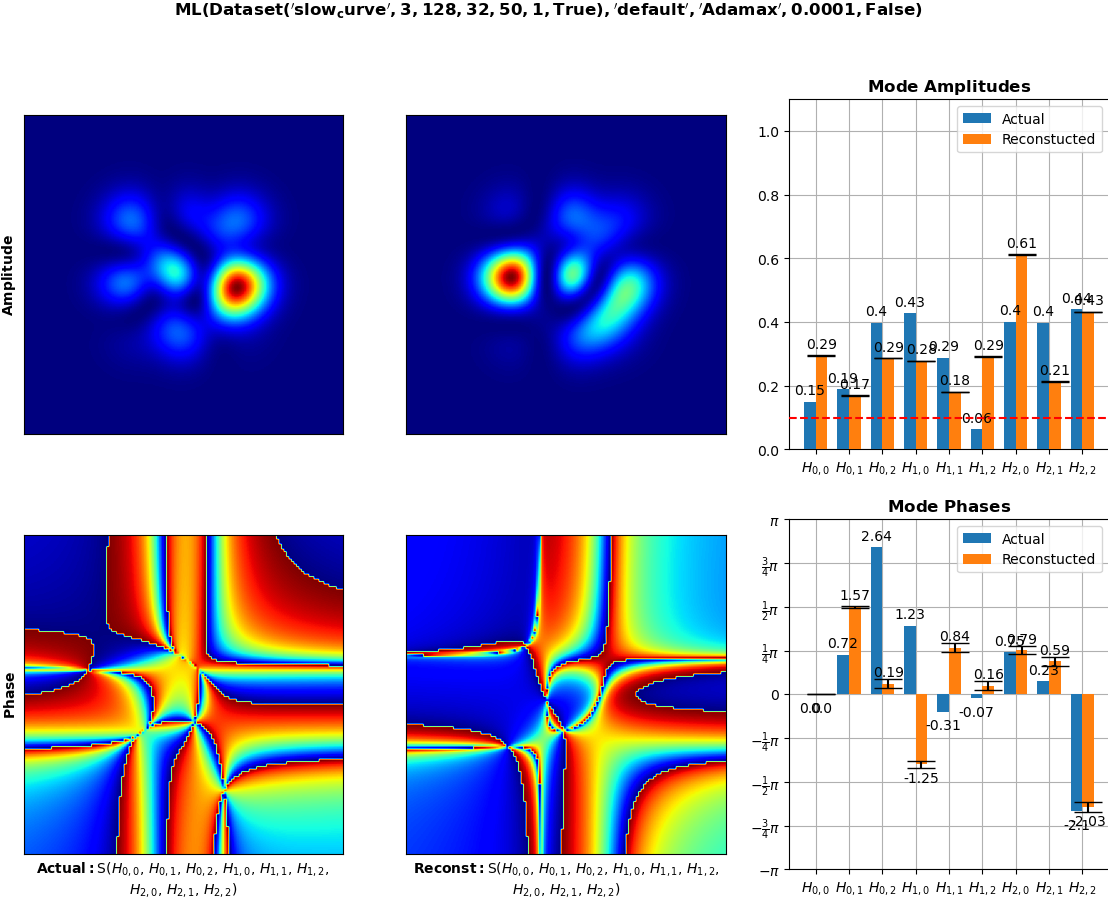 ML(Dataset('slow_curve', 3, 128, 32, 50, 1, True), 'default', 'Adamax', 0.0001, False)
Amplitude
Mode Amplitudes
Actual
Reconstucted
1.0
0.8
0.6
0.4
0.2
0.0
0.15 0.19 0.4 0.43 0.29 0.06 0.4 0.4 0.44
0.29 0.17 0.29 0.28 0.18 0.29 0.61 0.21 0.43
H₀,₀ H₀,₁ H₀,₂ H₁,₀ H₁,₁ H₁,₂ H₂,₀ H₂,₁ H₂,₂
Phase
Mode Phases
Actual
Reconstucted
π
3/4π
1/2π
1/4π
0
−1/4π
−1/2π
−3/4π
−π
0.0 0.72 2.64 1.23 -0.31 -0.07 0.75 0.23 -2.1
0.0 1.57 0.19 -1.25 0.84 0.16 0.79 0.59 -2.03
H₀,₀ H₀,₁ H₀,₂ H₁,₀ H₁,₁ H₁,₂ H₂,₀ H₂,₁ H₂,₂
Actual: S(H₀,₀, H₀,₁, H₀,₂, H₁,₀, H₁,₁, H₁,₂,
H₂,₀, H₂,₁, H₂,₂)
Reconst: S(H₀,₀, H₀,₁, H₀,₂, H₁,₀, H₁,₁, H₁,₂,
H₂,₀, H₂,₁, H₂,₂)